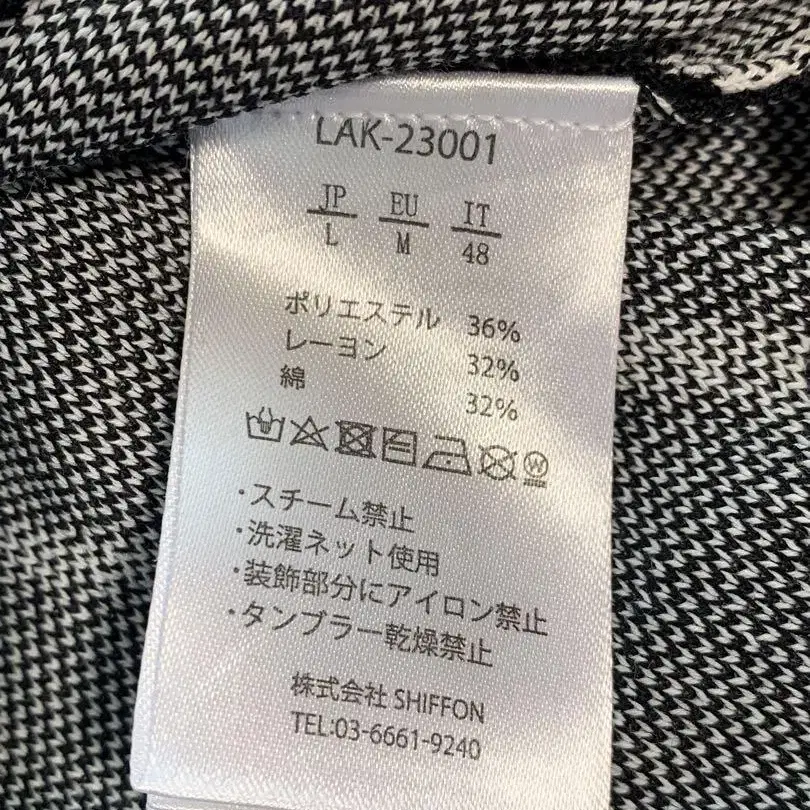 LAK-23001
JP EU IT
L M 48
ポリエステル 36%
レーヨン 32%
綿 32%
W
・スチーム禁止
・洗濯ネット使用
・装飾部分にアイロン禁止
・タンブラー乾燥禁止
株式会社 SHIFFON
TEL:03-6661-9240